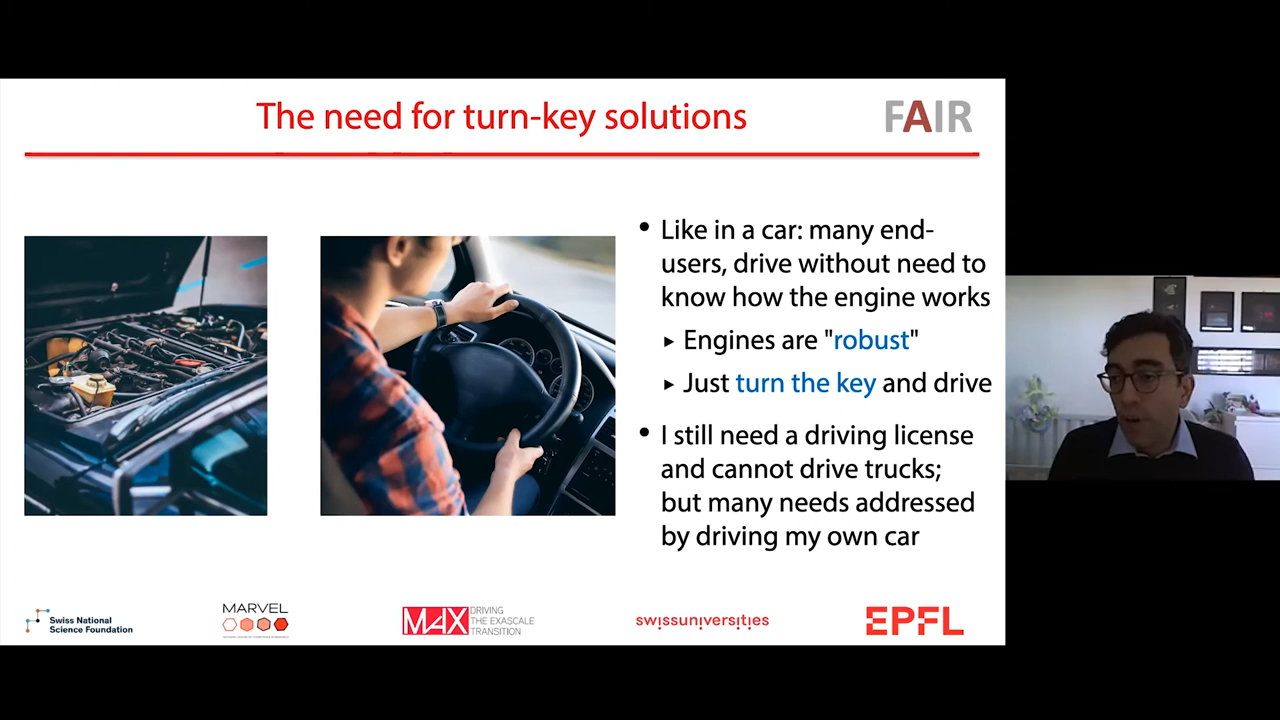 The need for turn-key solutions
FAIR
• Like in a car: many end-
users, drive without need to
know how the engine works
▸ Engines are "robust"
▸ Just turn the key and drive
• I still need a driving license
and cannot drive trucks;
but many needs addressed
by driving my own car
Swiss National
Science Foundation
MARVEL
MAX
DRIVING
THE EXASCALE
TRANSITION
swissuniversities
EPFL